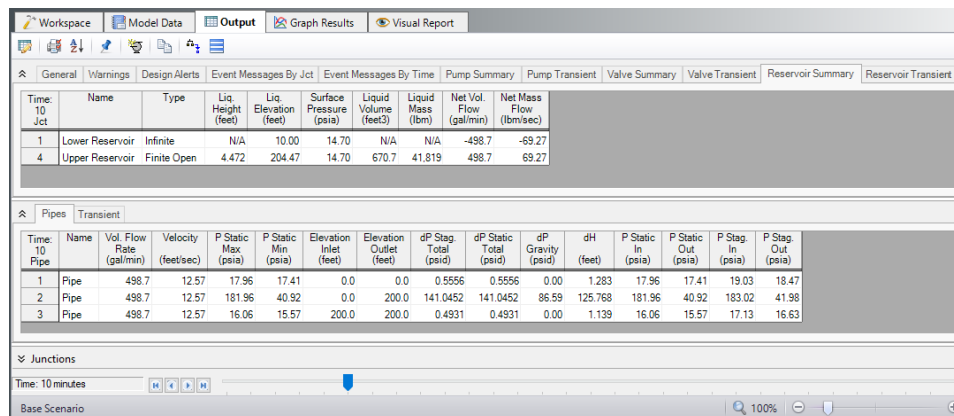 Workspace Model Data Output Graph Results Visual Report
General Warnings Design Alerts Event Messages By Jct Event Messages By Time Pump Summary Pump Transient Valve Summary Valve Transient Reservoir Summary Reservoir Transient
Time: Name Type Liq. Liq. Surface Liquid Liquid Net Vol. Net Mass
10 Height Elevation Pressure Volume Mass Flow Flow
Jct (feet) (feet) (psia) (feet3) (lbm) (gal/min) (lbm/sec)
1 Lower Reservoir Infinite N/A 10.00 14.70 N/A N/A -498.7 -69.27
4 Upper Reservoir Finite Open 4.472 204.47 14.70 670.7 41,819 498.7 69.27
Pipes Transient
Time: Name Vol. Flow Velocity P Static P Static Elevation Elevation dP Stag. dP Static dP dH P Static P Static P Stag. P Stag.
10 Rate Max Min Inlet Outlet Total Total Gravity In Out In Out
Pipe (gal/min) (feet/sec) (psia) (psia) (feet) (feet) (psid) (psid) (psid) (feet) (psia) (psia) (psia) (psia)
1 Pipe 498.7 12.57 17.96 17.41 0.0 0.0 0.5556 0.5556 0.00 1.283 17.96 17.41 19.03 18.47
2 Pipe 498.7 12.57 181.96 40.92 0.0 200.0 141.0452 141.0452 86.59 125.768 181.96 40.92 183.02 41.98
3 Pipe 498.7 12.57 16.06 15.57 200.0 200.0 0.4931 0.4931 0.00 1.139 16.06 15.57 17.13 16.63
Junctions
Time: 10 minutes
Base Scenario 100%